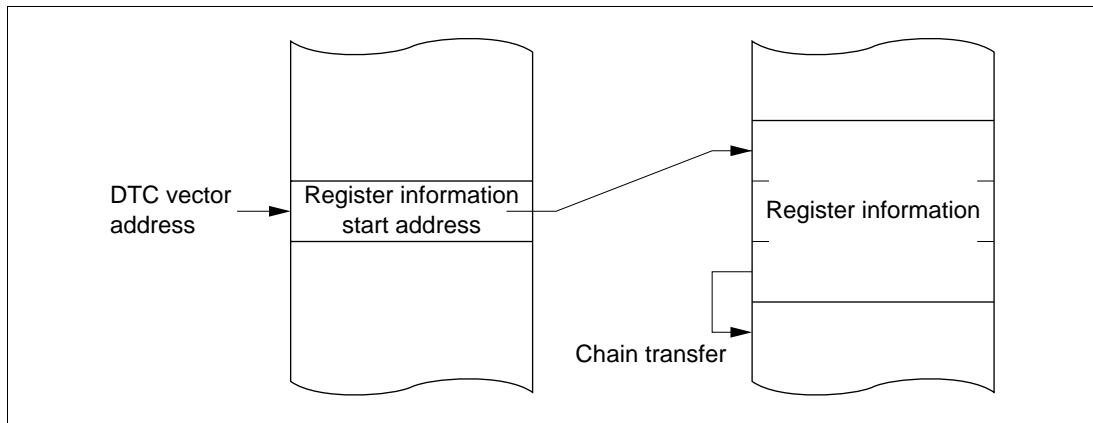 DTC vector
address
Register information
start address
Register information
Chain transfer